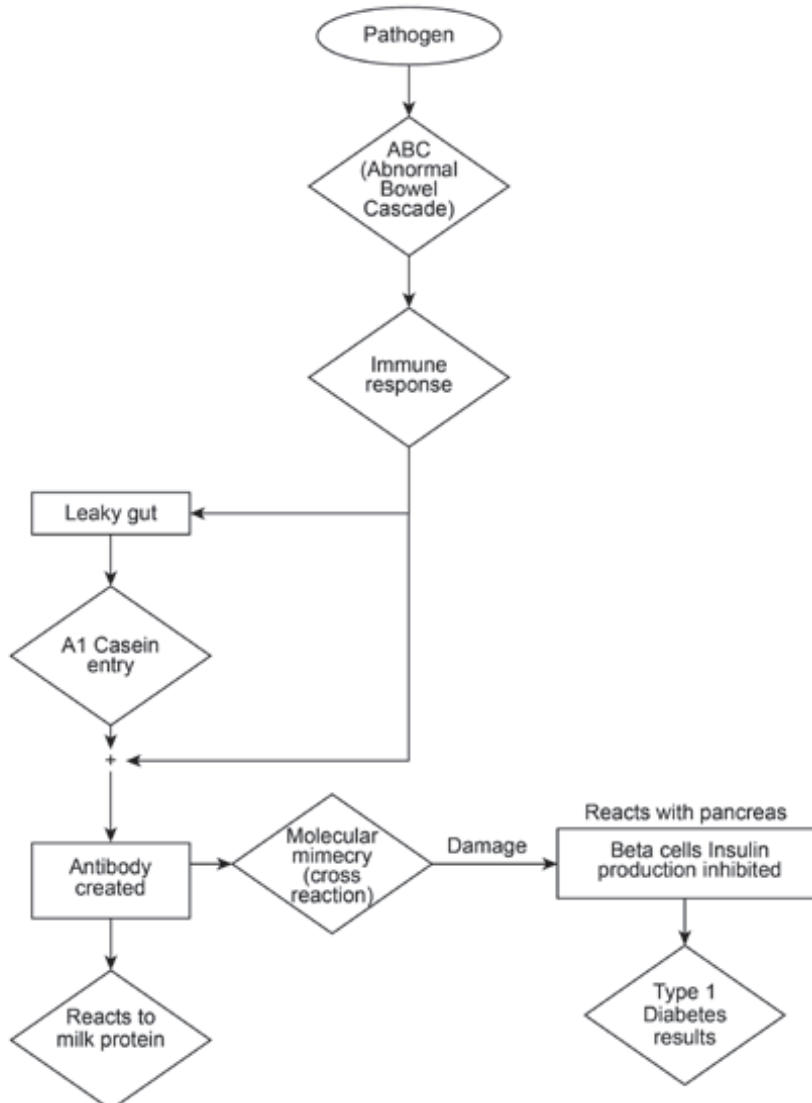 Pathogen
ABC
(Abnormal
Bowel
Cascade)
Immune
response
Leaky gut
A1 Casein
entry
+
Antibody
created
Molecular
mimecry
(cross
reaction)
Damage
Reacts with pancreas
Beta cells Insulin
production inhibited
Reacts to
milk protein
Type 1
Diabetes
results